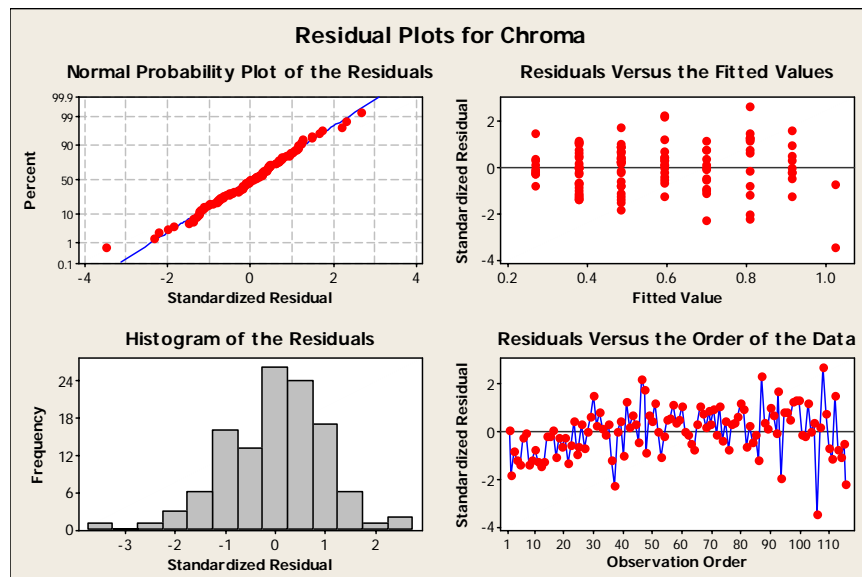 Residual Plots for Chroma
Normal Probability Plot of the Residuals
99.9
99
90
50
10
1
0.1
Percent
-4 -2 0 2 4
Standardized Residual
Residuals Versus the Fitted Values
2
0
-2
-4
Standardized Residual
0.2 0.4 0.6 0.8 1.0
Fitted Value
Histogram of the Residuals
24
18
12
6
0
Frequency
-3 -2 -1 0 1 2
Standardized Residual
Residuals Versus the Order of the Data
2
0
-2
-4
Standardized Residual
1 10 20 30 40 50 60 70 80 90 100 110
Observation Order